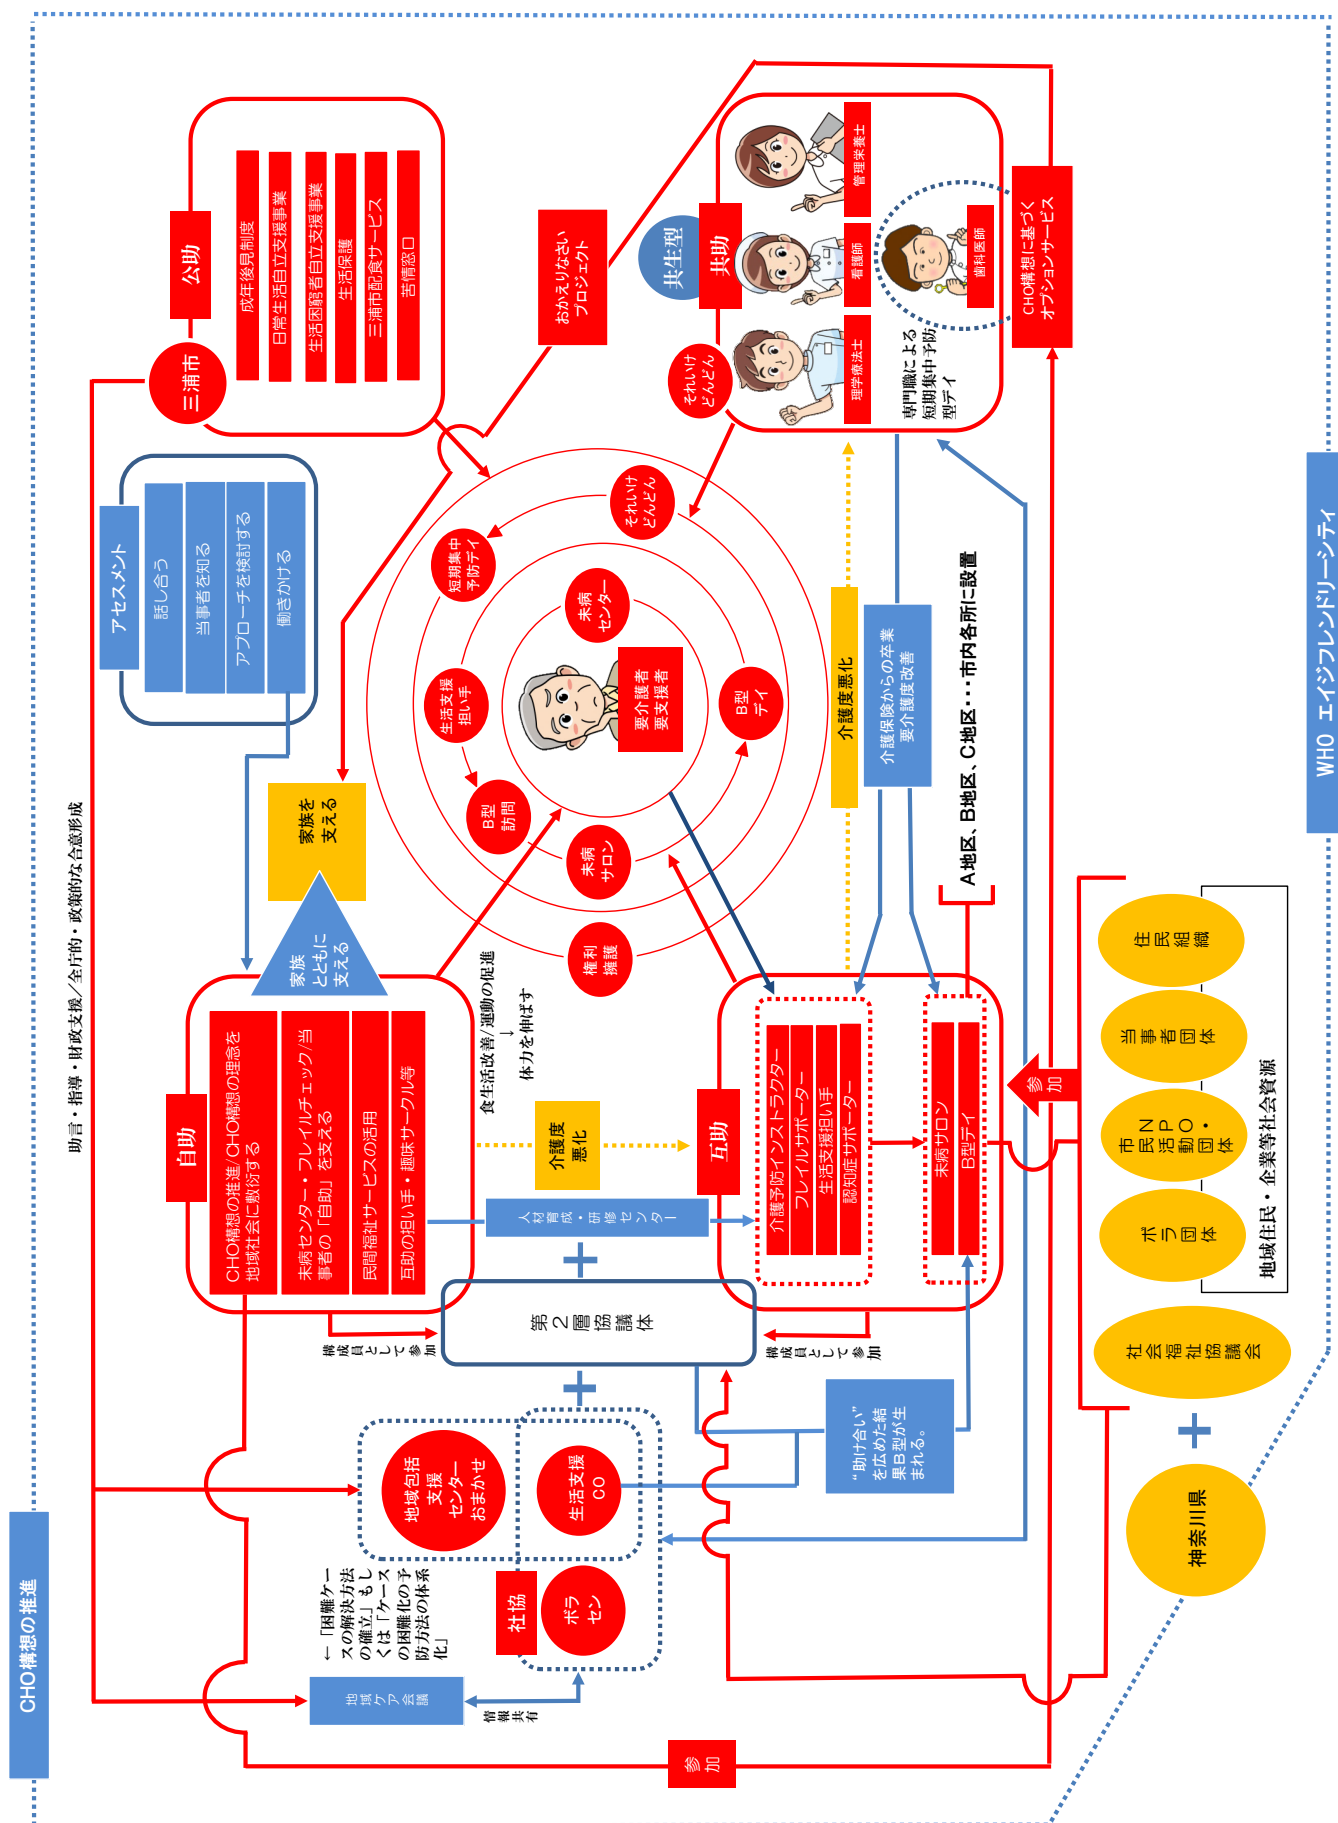 CHO構想の推進
助言・指導・財政支援／全庁的・政策的な合意形成
地域ケア会議
情報共有
←「困難ケー
スの解決方法
の確立」もし
くは「ケース
の困難化の予
防方法の体系
化」
地域包括
支援
センター
おまかせ
社協
ボラ
セン
生活支援
CO
自助
CHO構想の推進/CHO構想の理念を
地域社会に敷衍する
未病センター・フレイルチェック/当
事者の「自助」を支える
民間福祉サービスの活用
互助の担い手・趣味サークル等
構成員として参加
第２層協議体
構成員として参加
人材育成・研修センター
介護度
悪化
食生活改善/運動の促進
↓
体力を伸ばす
家族
とともに
支える
家族を
支える
アセスメント
話し合う
当事者を知る
アプローチを検討する
働きかける
三浦市
公助
成年後見制度
日常生活自立支援事業
生活困窮者自立支援事業
生活保護
三浦市配食サービス
苦情窓口
おかえりなさい
プロジェクト
権利
擁護
B型
訪問
生活支援
担い手
短期集中
予防デイ
それいけ
どんどん
未病
サロン
B型
デイ
未病
センター
要介護者
要支援者
共生型
共助
それいけ
どんどん
理学療法士
看護師
管理栄養士
歯科医師
専門職による
短期集中予防
型デイ
CHO構想に基づく
オプションサービス
介護度悪化
介護保険からの卒業
要介護度改善
互助
介護予防インストラクター
フレイルサポーター
生活支援担い手
認知症サポーター
未病サロン
B型デイ
A地区、B地区、C地区・・・市内各所に設置
“助け合い”
を広めた結
果B型が生
まれる。
参加
参加
神奈川県
社会福祉協議会
ボラ団体
市民活動団体
NPO・
当事者団体
住民組織
地域住民・企業等社会資源
WHO エイジフレンドリーシティ